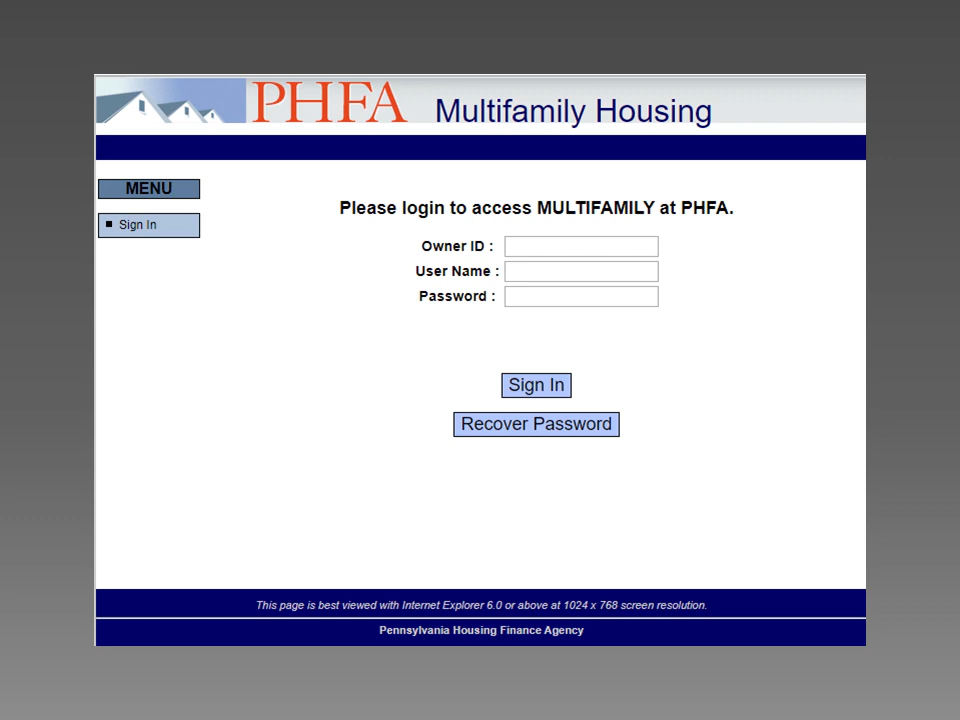 PHFA Multifamily Housing
MENU
Sign In
Please login to access MULTIFAMILY at PHFA.
Owner ID :
User Name :
Password :
Sign In
Recover Password
This page is best viewed with Internet Explorer 6.0 or above at 1024 x 768 screen resolution.
Pennsylvania Housing Finance Agency